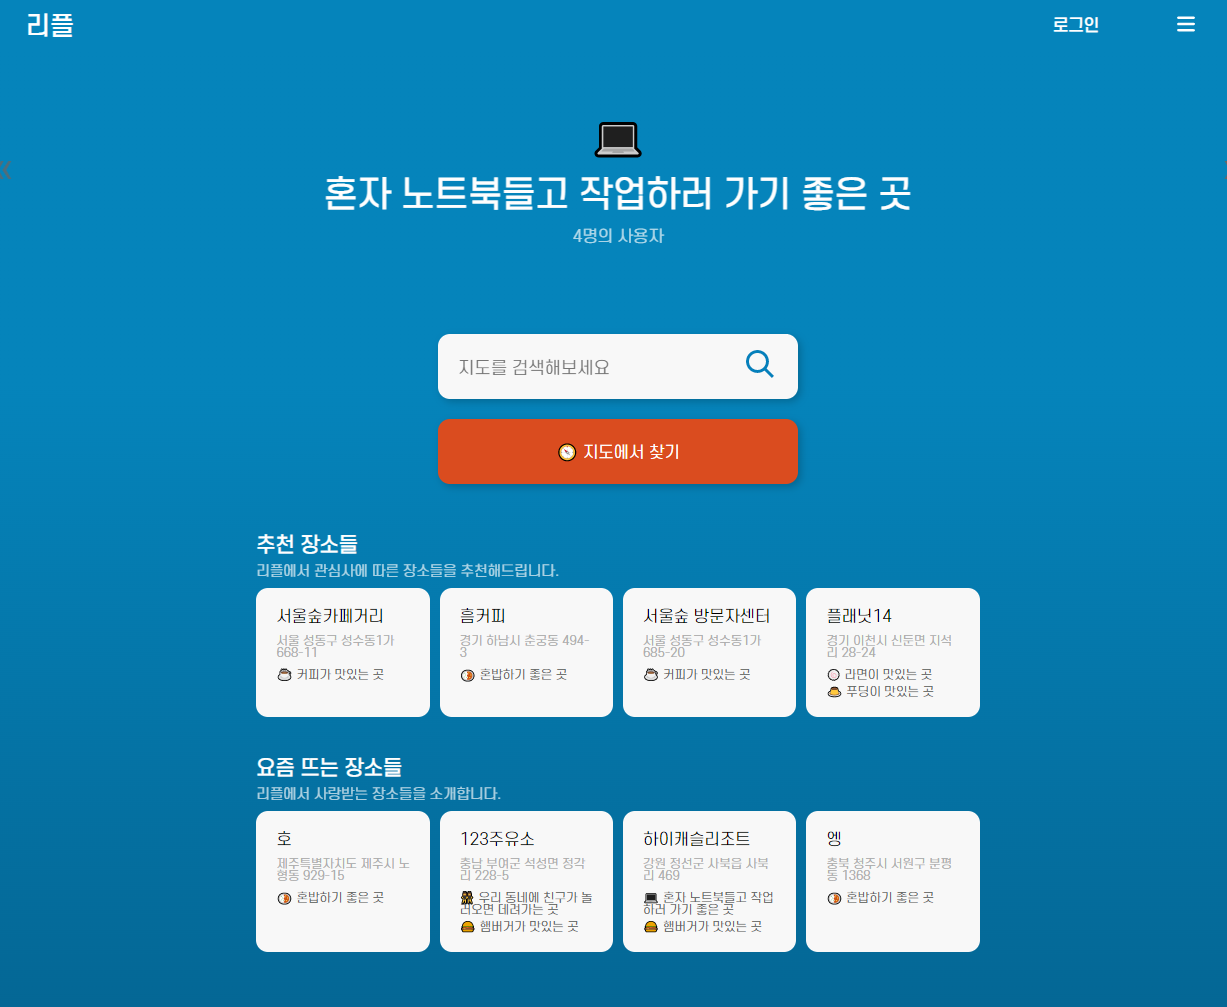 리플
로그인
혼자 노트북들고 작업하러 가기 좋은 곳
4명의 사용자
지도를 검색해보세요
지도에서 찾기
추천 장소들
리플에서 관심사에 따른 장소들을 추천해드립니다.
서울숲카페거리
서울 성동구 성수동1가
668-11
커피가 맛있는 곳
흠커피
경기 하남시 춘궁동 494-
3
혼밥하기 좋은 곳
서울숲 방문자센터
서울 성동구 성수동1가
685-20
커피가 맛있는 곳
플래닛14
경기 이천시 신둔면 지석
리 28-24
라면이 맛있는 곳
푸딩이 맛있는 곳
요즘 뜨는 장소들
리플에서 사랑받는 장소들을 소개합니다.
호
제주특별자치도 제주시 노
형동 929-15
혼밥하기 좋은 곳
123주유소
충남 부여군 석성면 정각
리 228-5
우리 동네에 친구가 놀
러오면 데려가는 곳
햄버거가 맛있는 곳
하이캐슬리조트
강원 정선군 사북읍 사북
리 469
혼자 노트북들고 작업
하러 가기 좋은 곳
햄버거가 맛있는 곳
엥
충북 청주시 서원구 분평
동 1368
혼밥하기 좋은 곳